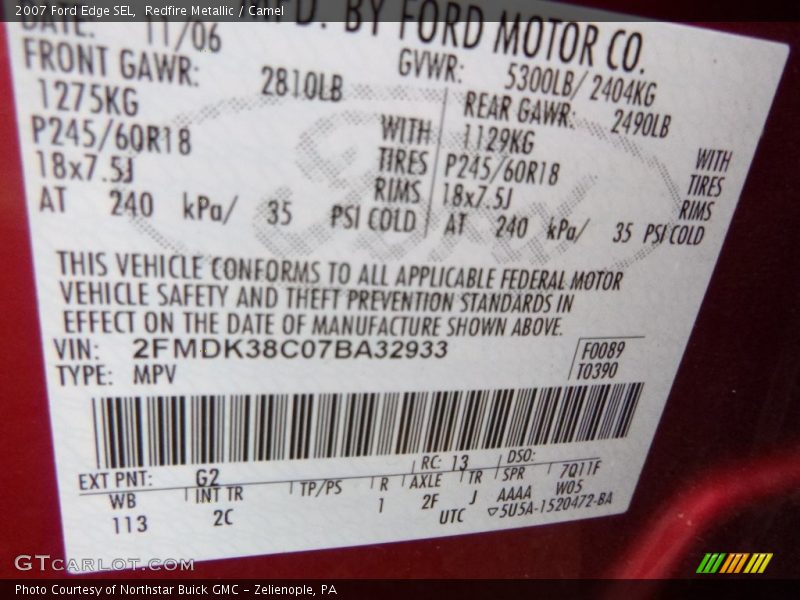 2007 Ford Edge SEL, Redfire Metallic / Camel
DATE: 11/06 MFD. BY FORD MOTOR CO.
FRONT GAWR: 2810LB GVWR: 5300LB/ 2404KG
1275KG REAR GAWR: 2490LB
P245/60R18 WITH 1129KG WITH
18x7.5J TIRES P245/60R18 TIRES
AT 240 kPa/ 35 RIMS 18x7.5J RIMS
PSI COLD AT 240 kPa/ 35 PSI COLD
Ford
THIS VEHICLE CONFORMS TO ALL APPLICABLE FEDERAL MOTOR
VEHICLE SAFETY AND THEFT PREVENTION STANDARDS IN
EFFECT ON THE DATE OF MANUFACTURE SHOWN ABOVE.
VIN: 2FMDK38C07BA32933 F0089
TYPE: MPV T0390
EXT PNT: G2 RC: 13 DSO:
WB INT TR TP/PS R AXLE TR SPR 7Q11F
113 2C 1 2F J AAAA W05
UTC ▽5U5A-1520472-BA
GTcarlot.com
Photo Courtesy of Northstar Buick GMC - Zelienople, PA